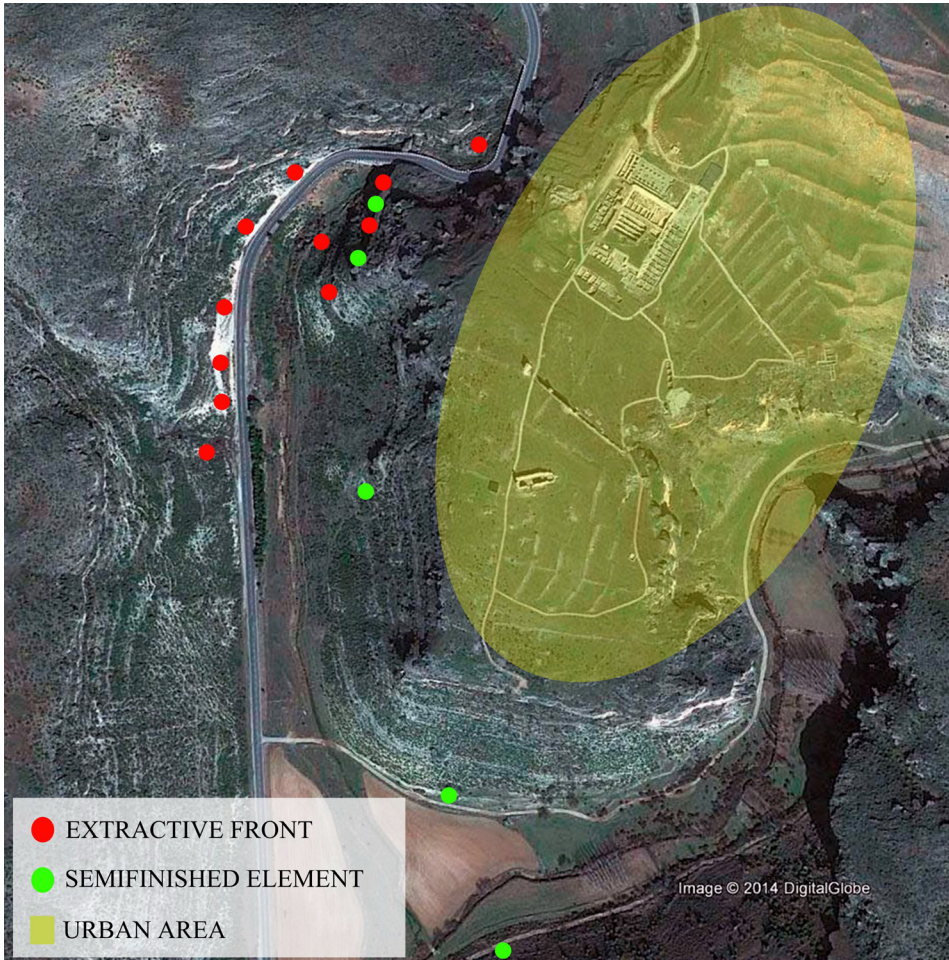 EXTRACTIVE FRONT
SEMIFINISHED ELEMENT
URBAN AREA
Image © 2014 DigitalGlobe